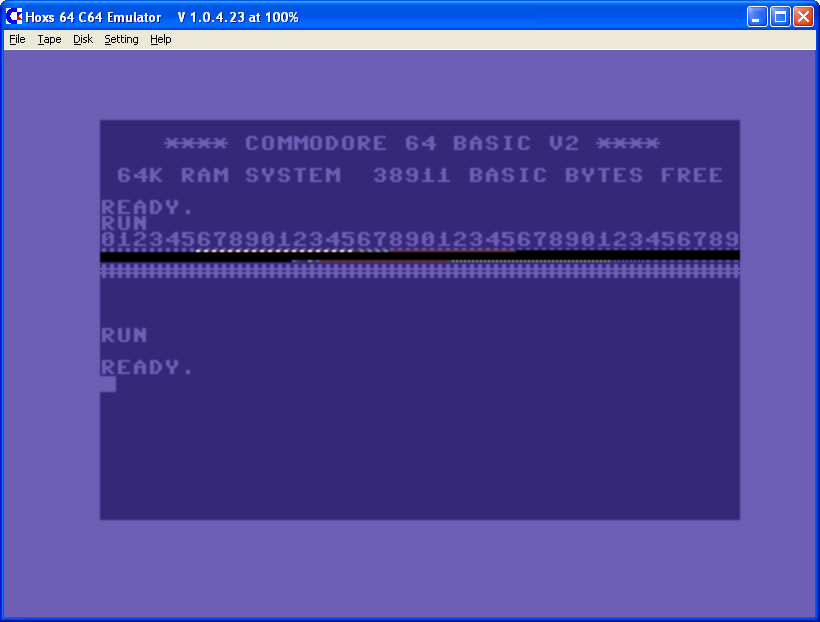 Hoxs 64 C64 Emulator V 1.0.4.23 at 100%
File Tape Disk Setting Help
**** COMMODORE 64 BASIC V2 ****
64K RAM SYSTEM 38911 BASIC BYTES FREE
READY.
RUN
0123456789012345678901234567890123456789
########################################
RUN
READY.